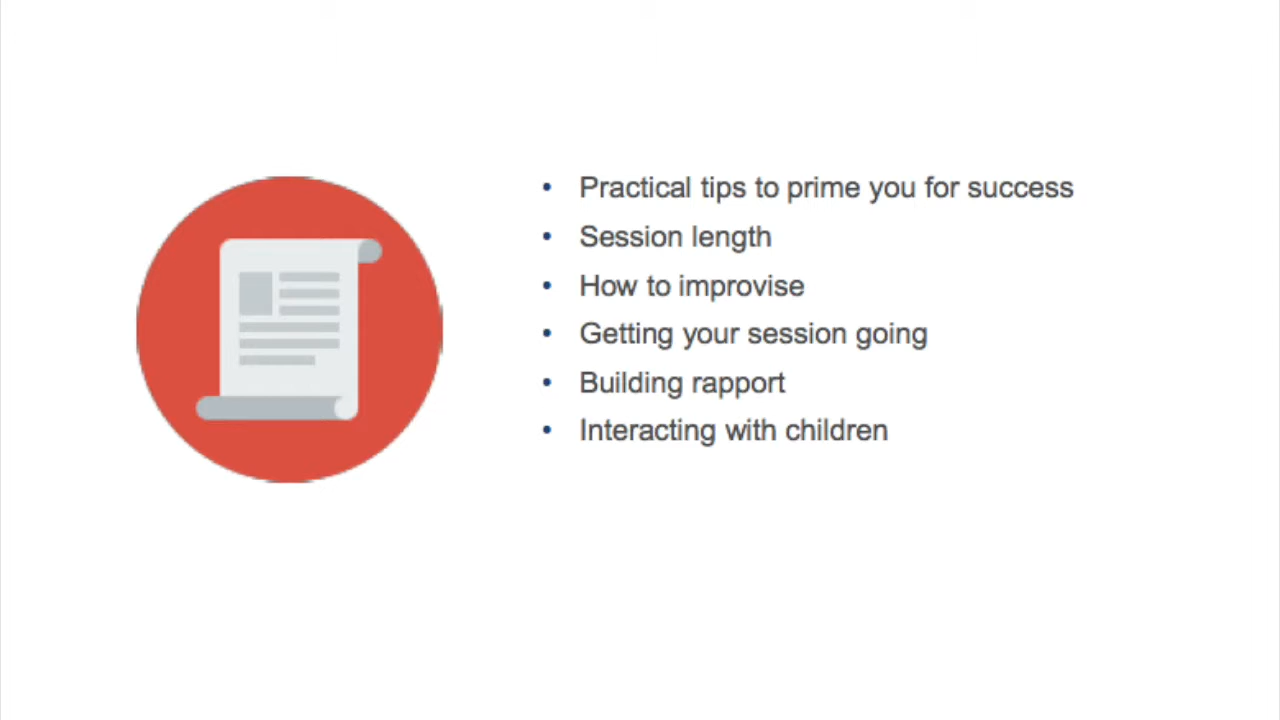 • Practical tips to prime you for success
• Session length
• How to improvise
• Getting your session going
• Building rapport
• Interacting with children